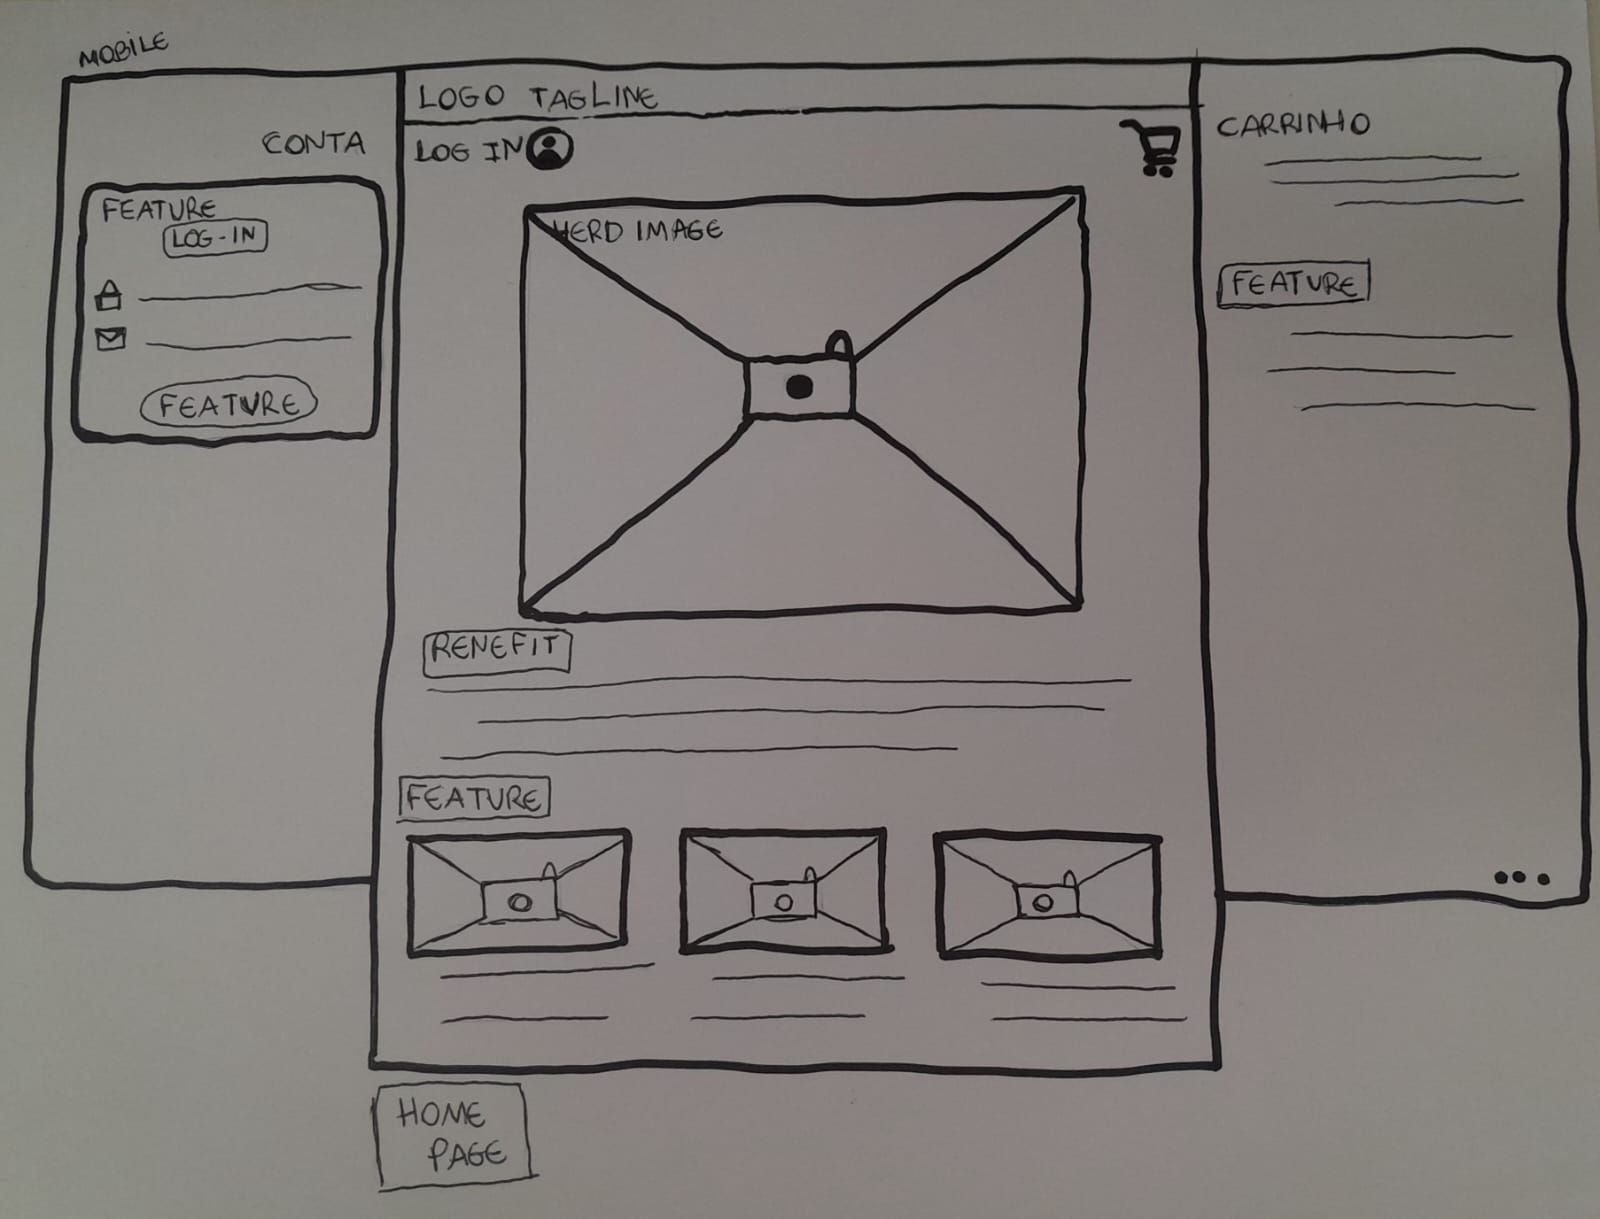 MOBILE
CONTA
FEATURE
LOG-IN
FEATURE
LOGO TAGLINE
LOG IN
HERO IMAGE
RENEFIT
FEATURE
CARRINHO
FEATURE
HOME
PAGE